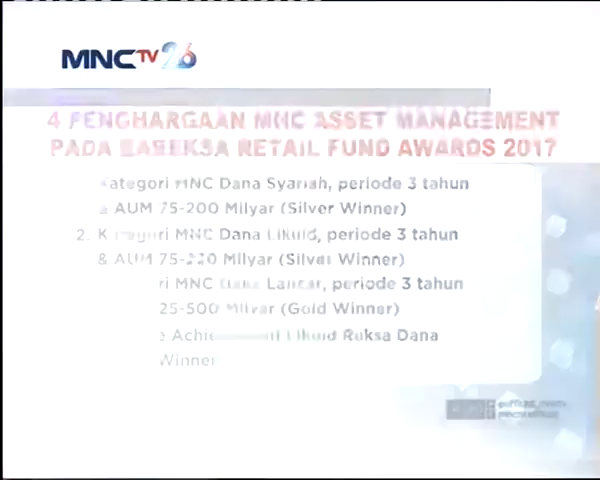 MNCTV 26
4 PENGHARGAAN MNC ASSET MANAGEMENT
PADA BAREKSA RETAIL FUND AWARDS 2017
Kategori MNC Dana Syariah, periode 3 tahun
& AUM 75-200 Milyar (Silver Winner)
2. Kategori MNC Dana Likuid, periode 3 tahun
& AUM Milyar (Silver Winner)
MNC Dana Lancar, periode 3 tahun
25-500 Milyar (Gold Winner)
Likuid Reksa Dana
Winner